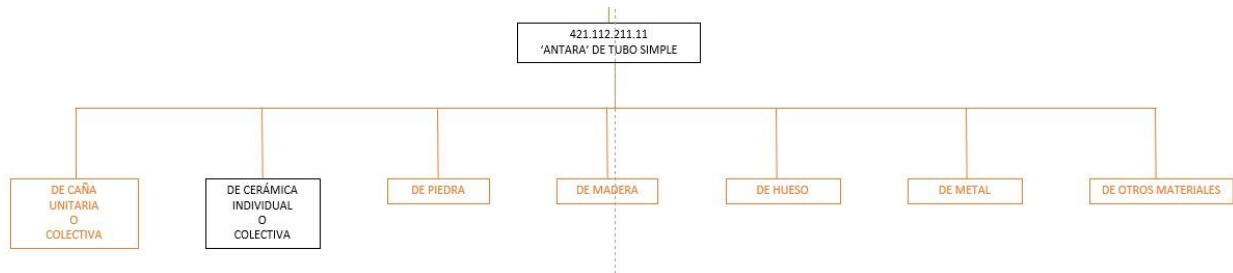 421.112.211.11
‘ANTARA’ DE TUBO SIMPLE
DE CAÑA
UNITARIA
O
COLECTIVA
DE CERÁMICA
INDIVIDUAL
O
COLECTIVA
DE PIEDRA
DE MADERA
DE HUESO
DE METAL
DE OTROS MATERIALES